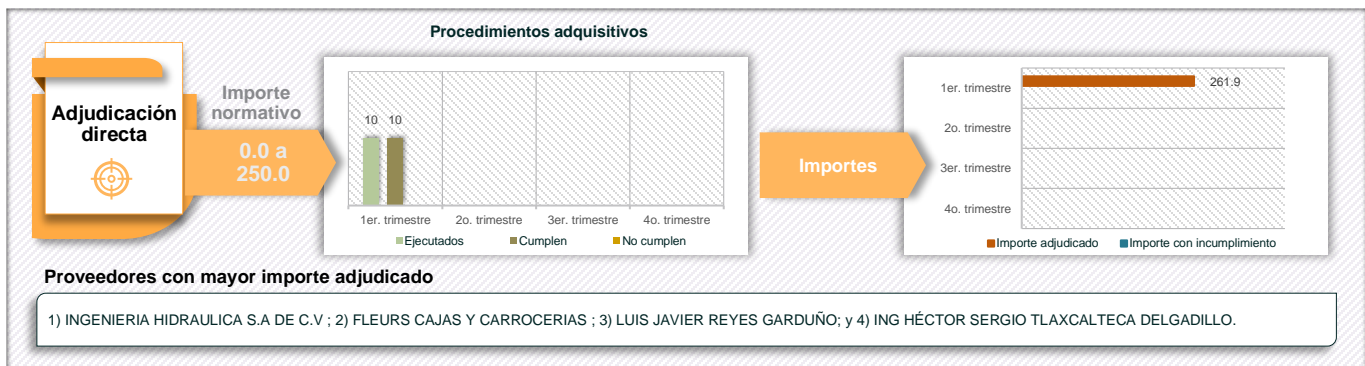 Procedimientos adquisitivos
Adjudicación
directa
Importe
normativo
0.0 a
250.0
10 10
1er. trimestre 2o. trimestre 3er. trimestre 4o. trimestre
Ejecutados Cumplen No cumplen
Importes
1er. trimestre 261.9
2o. trimestre
3er. trimestre
4o. trimestre
Importe adjudicado Importe con incumplimiento
Proveedores con mayor importe adjudicado
1) INGENIERIA HIDRAULICA S.A DE C.V ; 2) FLEURS CAJAS Y CARROCERIAS ; 3) LUIS JAVIER REYES GARDUÑO; y 4) ING HÉCTOR SERGIO TLAXCALTECA DELGADILLO.